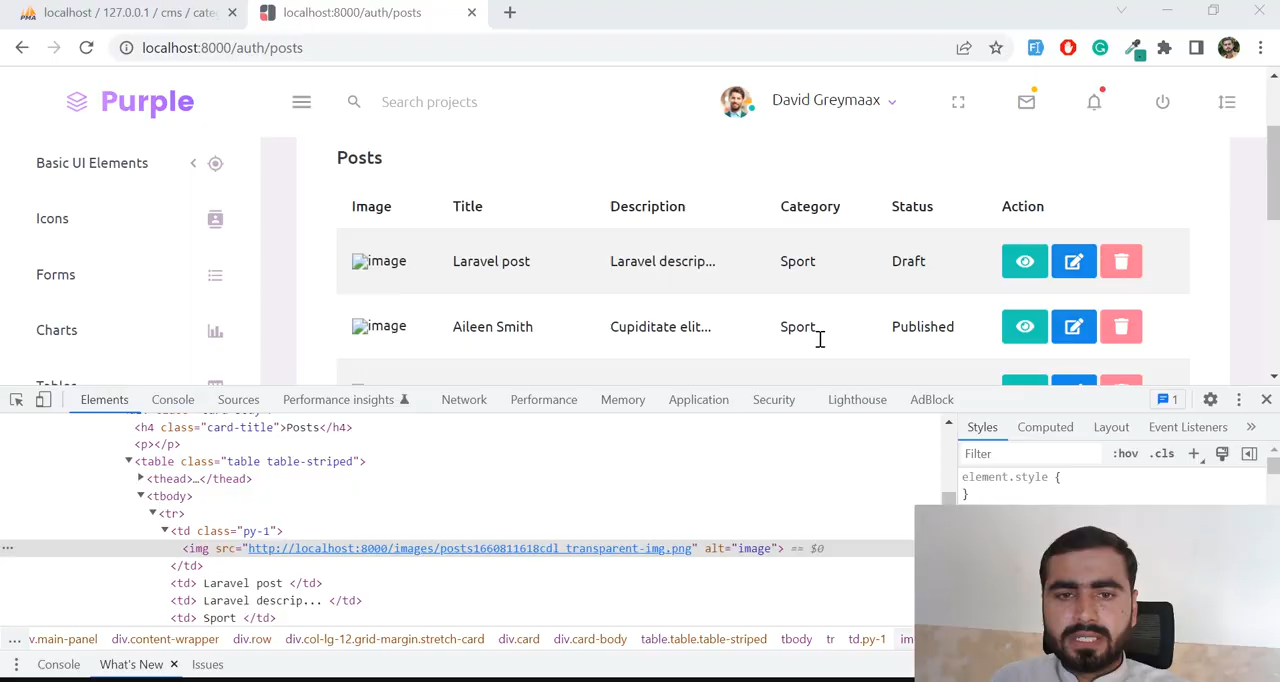 localhost / 127.0.0.1 / cms / cate
localhost:8000/auth/posts
localhost:8000/auth/posts
Purple
Search projects
David Greymaax
Basic UI Elements
Icons
Forms
Charts
Posts
Image Title Description Category Status Action
image Laravel post Laravel descrip... Sport Draft
image Aileen Smith Cupiditate elit... Sport Published
Elements Console Sources Performance insights Network Performance Memory Application Security Lighthouse AdBlock 1
<h4 class="card-title">Posts</h4>
<p></p>
<table class="table table-striped">
<thead>…</thead>
<tbody>
<tr>
<td class="py-1">
<img src="http://localhost:8000/images/posts1660811618cdl_transparent-img.png" alt="image"> == $0
</td>
<td> Laravel post </td>
<td> Laravel descrip... </td>
<td> Sport </td>
Styles Computed Layout Event Listeners
Filter :hov .cls
element.style {
}
... v.main-panel div.content-wrapper div.row div.col-lg-12.grid-margin.stretch-card div.card div.card-body table.table.table-striped tbody tr td.py-1 im
Console What's New Issues